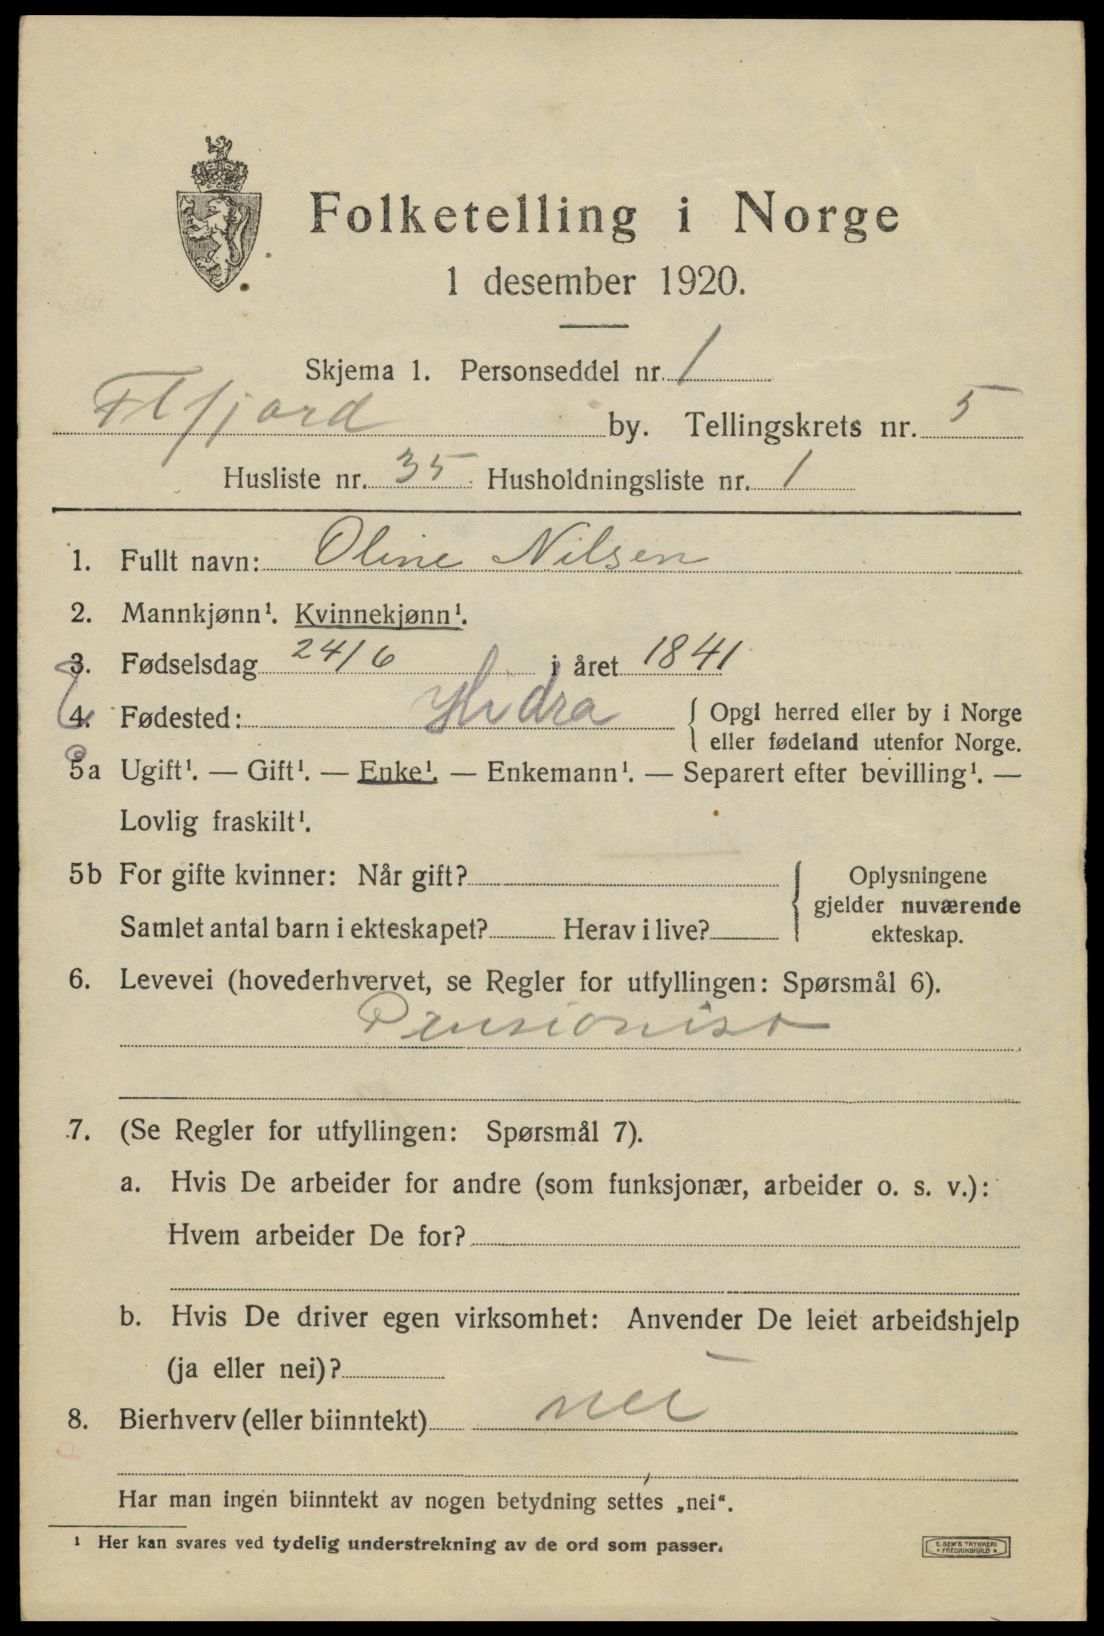 Folketelling i Norge
1 desember 1920.
Skjema 1. Personseddel nr. 1
Fl fjord by. Tellingskrets nr. 5
Husliste nr. 35 Husholdningsliste nr. 1
1. Fullt navn: Oline Nilsen
2. Mannkjønn¹. Kvinnekjønn¹.
3. Fødselsdag 24/6 i året 1841
4. Fødested: Hidra { Opgi herred eller by i Norge
eller fødeland utenfor Norge.
5a Ugift¹. — Gift¹. — Enke¹. — Enkemann¹. — Separert efter bevilling¹. —
Lovlig fraskilt¹.
5b For gifte kvinner: Når gift? { Oplysningene
gjelder nuværende
Samlet antal barn i ekteskapet? Herav i live? ekteskap.
6. Levevei (hovederhvervet, se Regler for utfyllingen: Spørsmål 6).
Pensionist
7. (Se Regler for utfyllingen: Spørsmål 7).
a. Hvis De arbeider for andre (som funksjonær, arbeider o. s. v.):
Hvem arbeider De for?
b. Hvis De driver egen virksomhet: Anvender De leiet arbeidshjelp
(ja eller nei)?
8. Bierhverv (eller biinntekt) nei
Har man ingen biinntekt av nogen betydning settes „nei“.
¹ Her kan svares ved tydelig understrekning av de ord som passer.
E. SEM'S TRYKKERI
* FREDRIKSHALD *